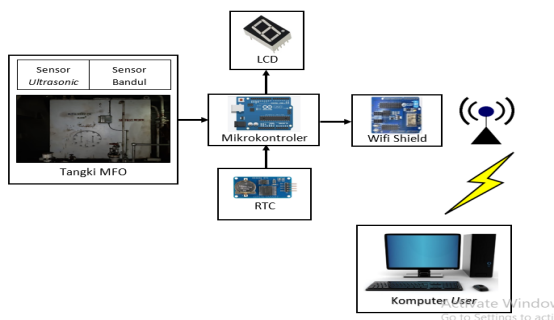 Sensor
Ultrasonic
Sensor
Bandul
Tangki MFO
LCD
Mikrokontroler
Wifi Shield
RTC
Komputer User
Activate Window
Go to Settings to acti